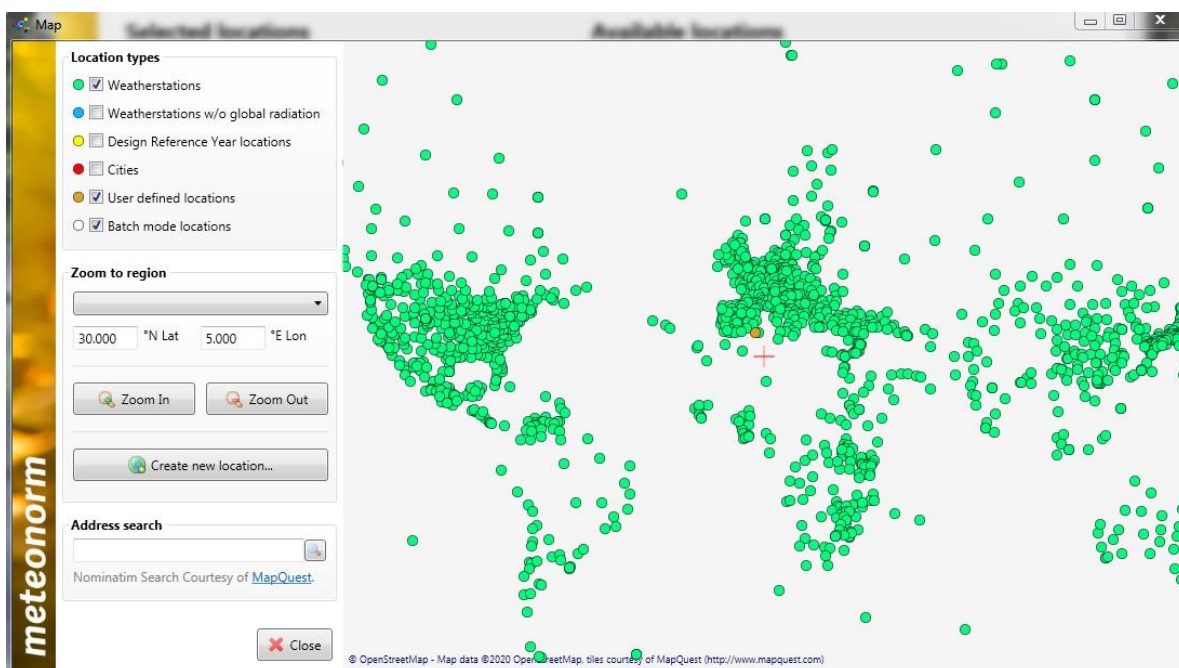 Map
Selected locations
Available locations
Location types
Weatherstations
Weatherstations w/o global radiation
Design Reference Year locations
Cities
User defined locations
Batch mode locations
Zoom to region
30.000 °N Lat 5.000 °E Lon
Zoom In Zoom Out
Create new location...
Address search
Nominatim Search Courtesy of MapQuest.
Close
meteonorm
© OpenStreetMap - Map data ©2020 OpenStreetMap, tiles courtesy of MapQuest (http://www.mapquest.com)